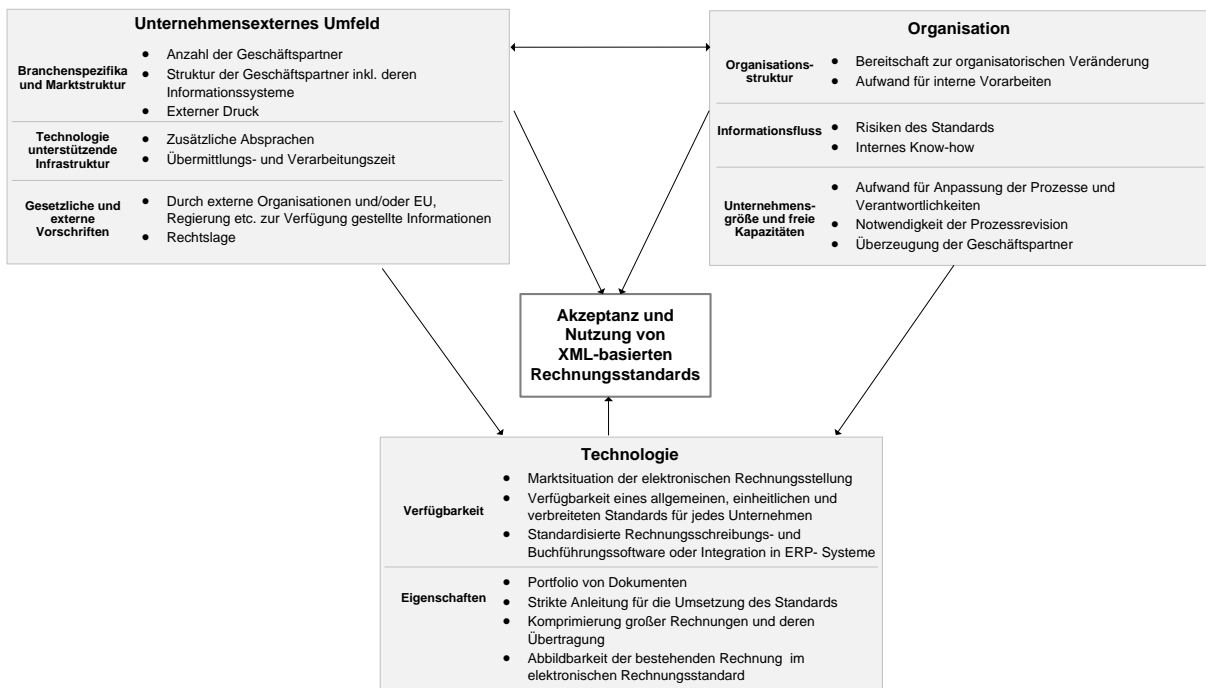 Unternehmensexternes Umfeld
Branchenspezifika
und Marktstruktur
• Anzahl der Geschäftspartner
• Struktur der Geschäftspartner inkl. deren
Informationssysteme
• Externer Druck
Technologie
unterstützende
Infrastruktur
• Zusätzliche Absprachen
• Übermittlungs- und Verarbeitungszeit
Gesetzliche und
externe
Vorschriften
• Durch externe Organisationen und/oder EU,
Regierung etc. zur Verfügung gestellte Informationen
• Rechtslage
Organisation
Organisations-
struktur
• Bereitschaft zur organisatorischen Veränderung
• Aufwand für interne Vorarbeiten
Informationsfluss
• Risiken des Standards
• Internes Know-how
Unternehmens-
größe und freie
Kapazitäten
• Aufwand für Anpassung der Prozesse und
Verantwortlichkeiten
• Notwendigkeit der Prozessrevision
• Überzeugung der Geschäftspartner
Akzeptanz und
Nutzung von
XML-basierten
Rechnungsstandards
Technologie
Verfügbarkeit
• Marktsituation der elektronischen Rechnungsstellung
• Verfügbarkeit eines allgemeinen, einheitlichen und
verbreiteten Standards für jedes Unternehmen
• Standardisierte Rechnungsschreibungs- und
Buchführungssoftware oder Integration in ERP- Systeme
Eigenschaften
• Portfolio von Dokumenten
• Strikte Anleitung für die Umsetzung des Standards
• Komprimierung großer Rechnungen und deren
Übertragung
• Abbildbarkeit der bestehenden Rechnung im
elektronischen Rechnungsstandard